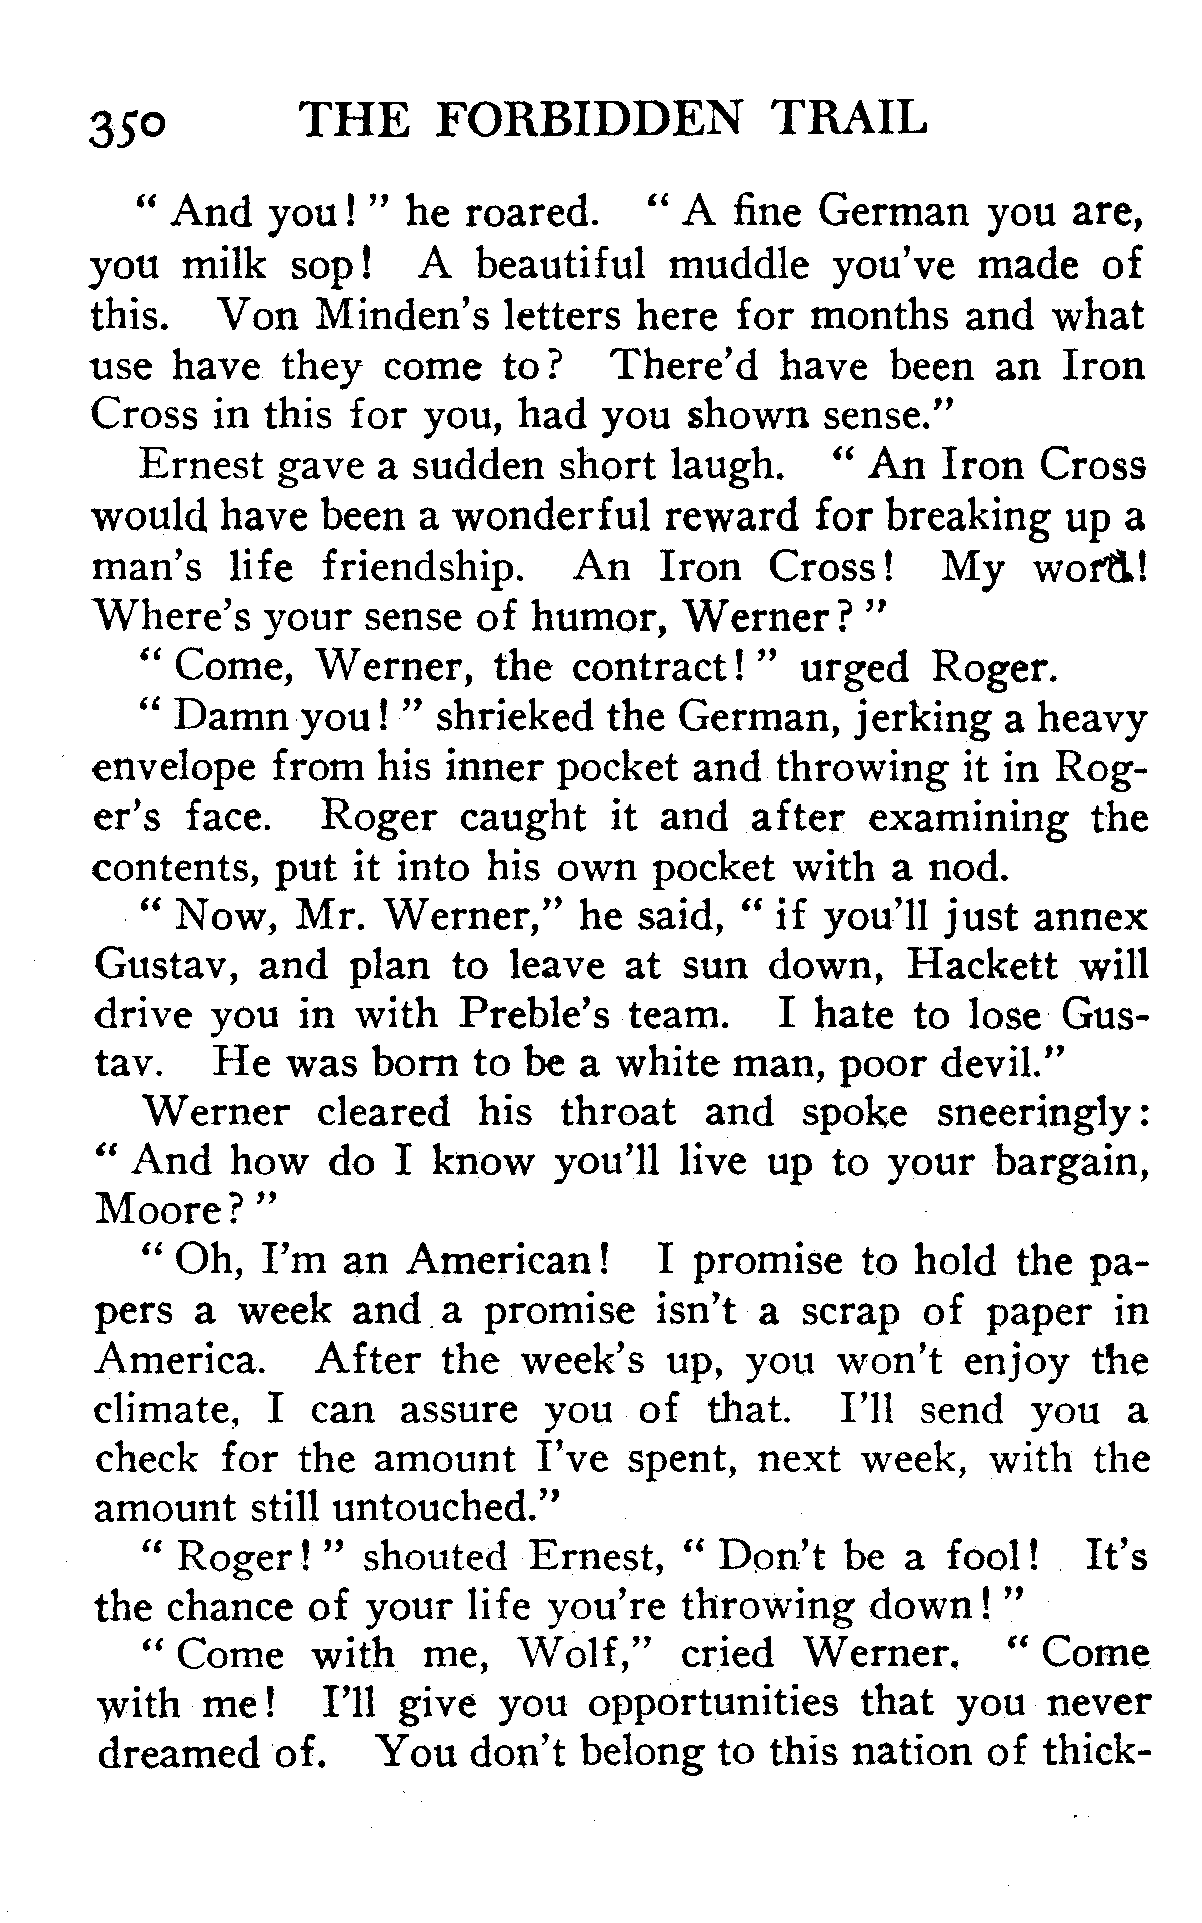 350 THE FORBIDDEN TRAIL
" And you! " he roared. " A fine German you are,
you milk sop! A beautiful muddle you've made of
this. Von Minden's letters here for months and what
use have they come to? There'd have been an Iron
Cross in this for you, had you shown sense."
Ernest gave a sudden short laugh. " An Iron Cross
would have been a wonderful reward for breaking up a
man's life friendship. An Iron Cross! My word!
Where's your sense of humor, Werner? "
" Come, Werner, the contract! " urged Roger.
" Damn you! " shrieked the German, jerking a heavy
envelope from his inner pocket and throwing it in Rog-
er's face. Roger caught it and after examining the
contents, put it into his own pocket with a nod.
" Now, Mr. Werner," he said, " if you'll just annex
Gustav, and plan to leave at sun down, Hackett will
drive you in with Preble's team. I hate to lose Gus-
tav. He was born to be a white man, poor devil."
Werner cleared his throat and spoke sneeringly:
" And how do I know you'll live up to your bargain,
Moore? "
" Oh, I'm an American! I promise to hold the pa-
pers a week and a promise isn't a scrap of paper in
America. After the week's up, you won't enjoy the
climate, I can assure you of that. I'll send you a
check for the amount I've spent, next week, with the
amount still untouched."
" Roger! " shouted Ernest, " Don't be a fool! It's
the chance of your life you're throwing down! "
" Come with me, Wolf," cried Werner. " Come
with me! I'll give you opportunities that you never
dreamed of. You don't belong to this nation of thick-